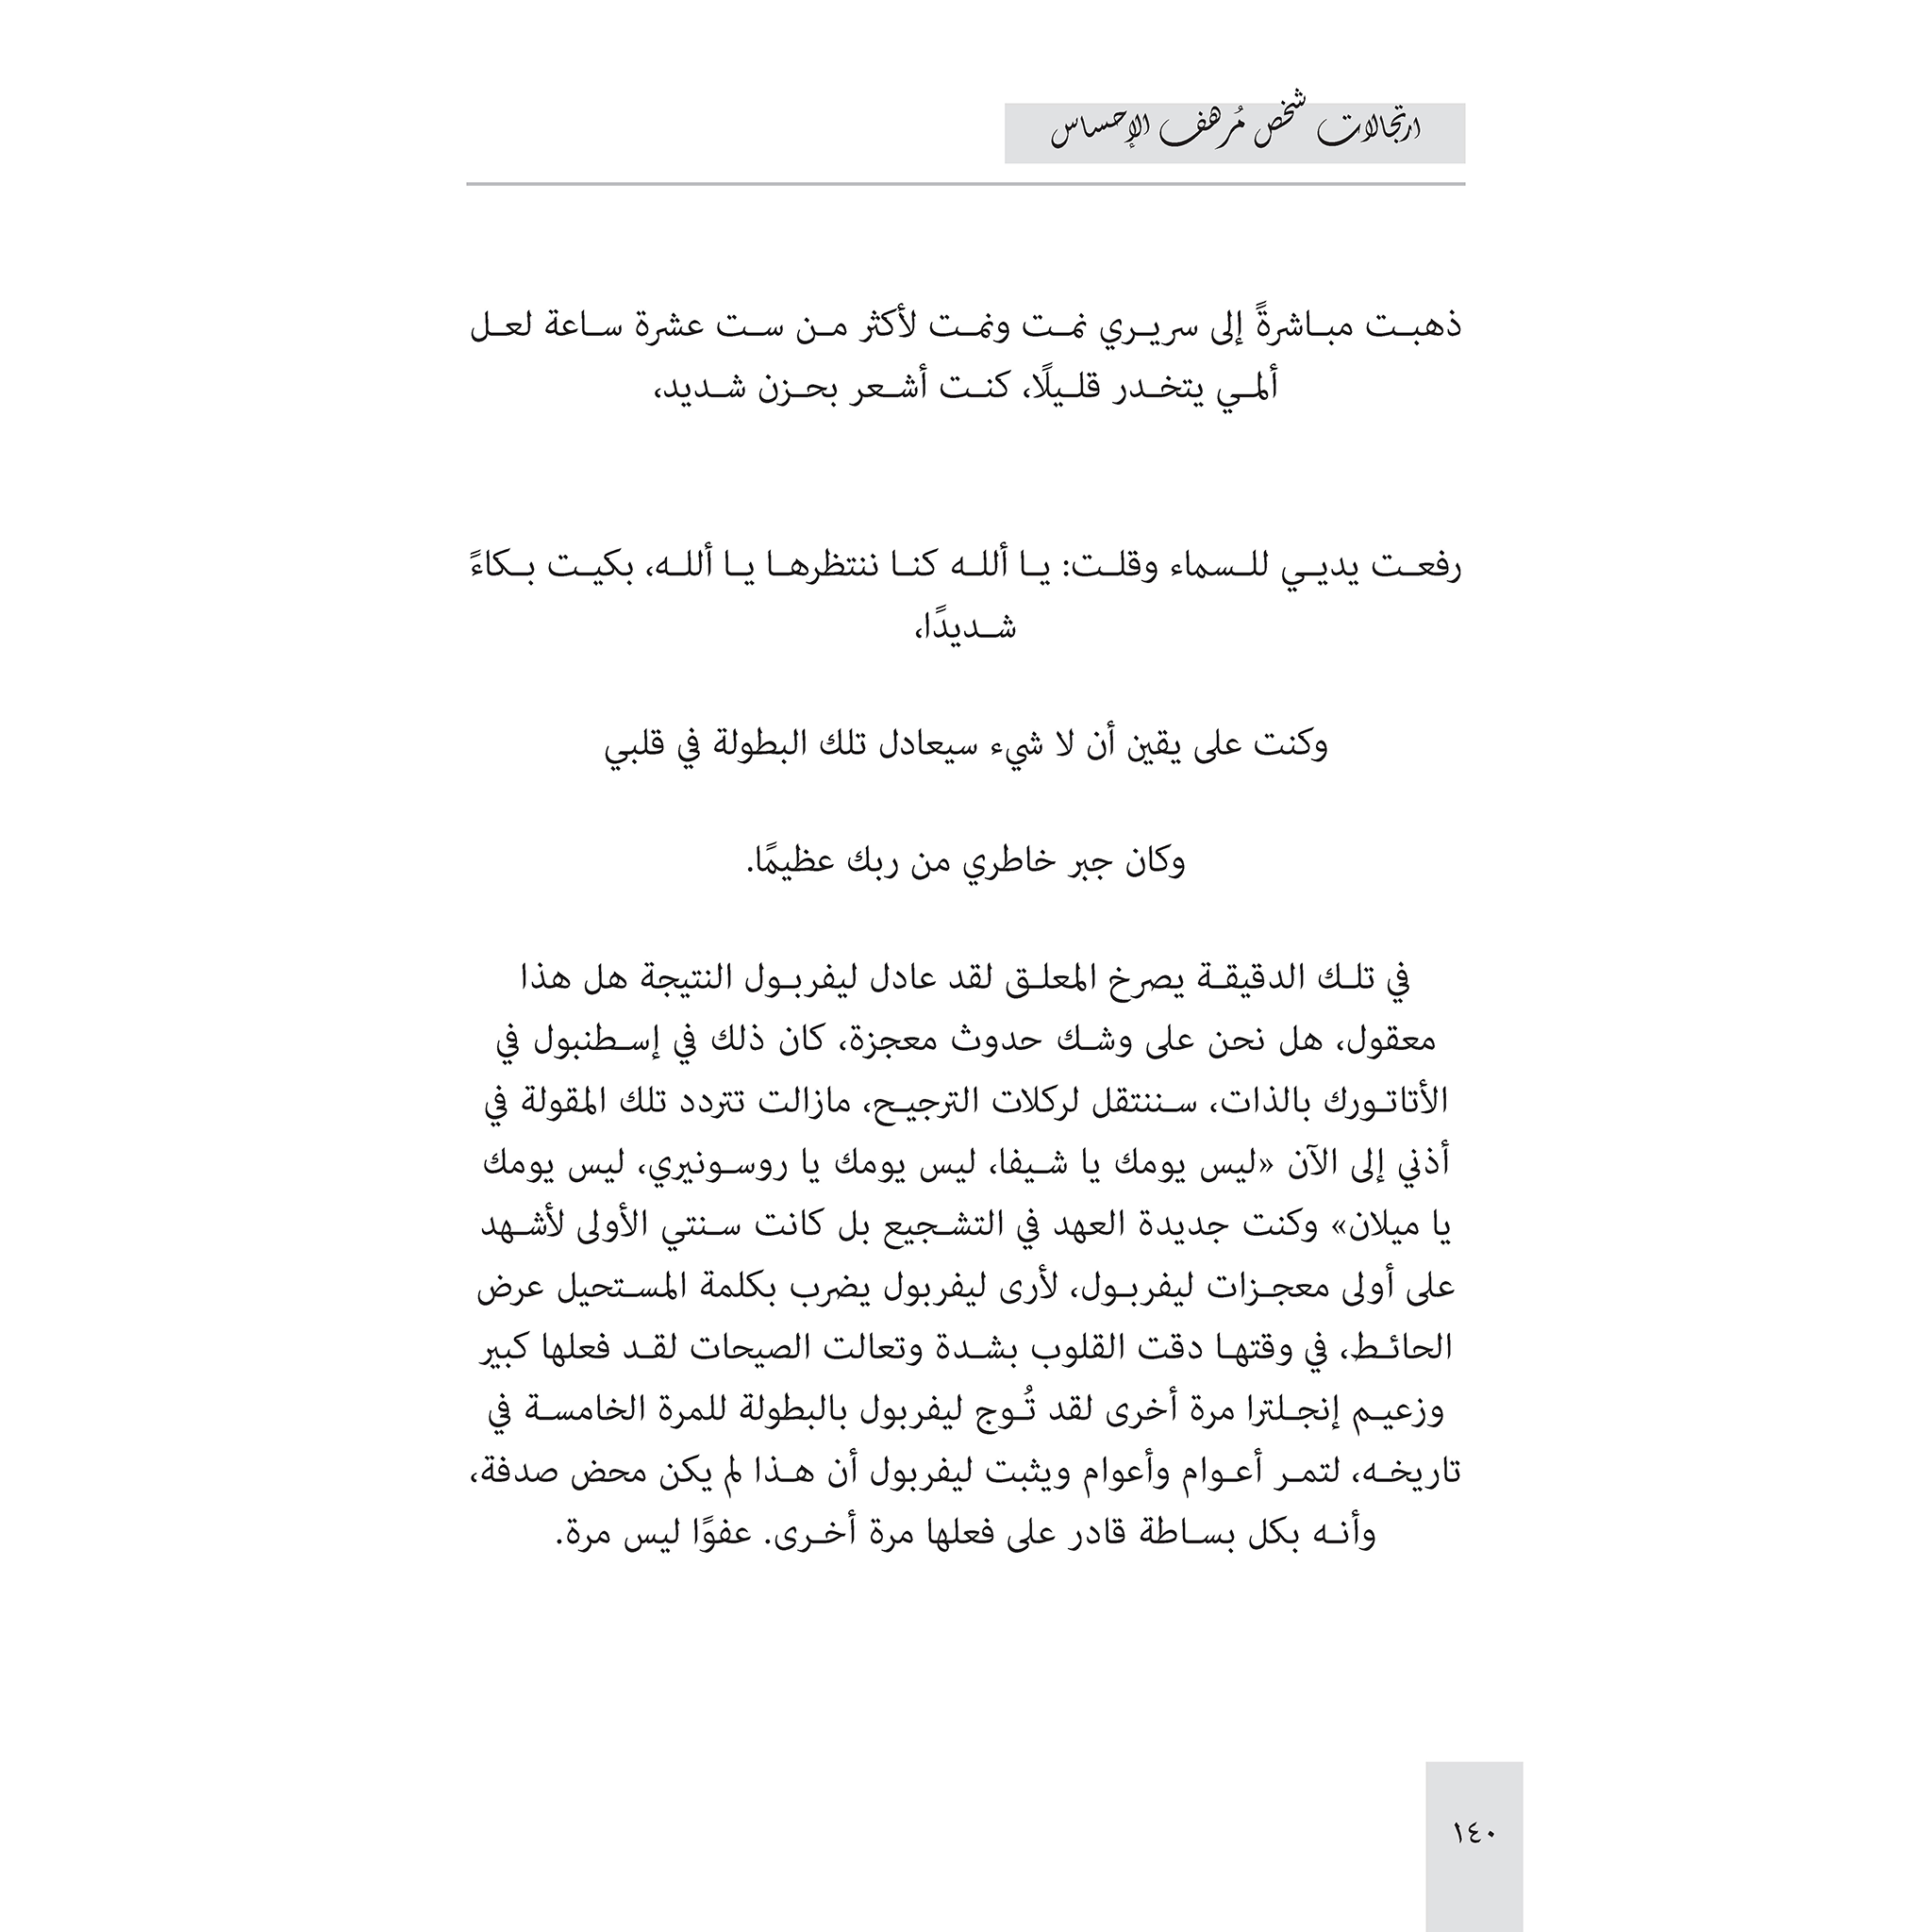 ارتجالات شخص مُرهف الإحساس
ذهبت مباشرةً إلى سريري نمت ونمت لأكثر من ست عشرة ساعة لعل
ألمي يتخدر قليلًا، كنت أشعر بحزن شديد،
رفعت يديي للسماء وقلت: يا ألله كنا ننتظرها يا ألله، بكيت بكاءً
شديدًا،
وكنت على يقين أن لا شيء سيعادل تلك البطولة في قلبي
وكان جبر خاطري من ربك عظيمًا.
في تلك الدقيقة يصرخ المعلق لقد عادل ليفربول النتيجة هل هذا
معقول، هل نحن على وشك حدوث معجزة، كان ذلك في إسطنبول في
الأتاتورك بالذات، سننتقل لركلات الترجيح، مازالت تتردد تلك المقولة في
أذني إلى الآن «ليس يومك يا شيفا، ليس يومك يا روسونيري، ليس يومك
يا ميلان» وكنت جديدة العهد في التشجيع بل كانت سنتي الأولى لأشهد
على أولى معجزات ليفربول، لأرى ليفربول يضرب بكلمة المستحيل عرض
الحائط، في وقتها دقت القلوب بشدة وتعالت الصيحات لقد فعلها كبير
وزعيم إنجلترا مرة أخرى لقد تُوج ليفربول بالبطولة للمرة الخامسة في
تاريخه، لتمر أعوام وأعوام ويثبت ليفربول أن هذا لم يكن محض صدفة،
وأنه بكل بساطة قادر على فعلها مرة أخرى. عفوًا ليس مرة.
١٤٠